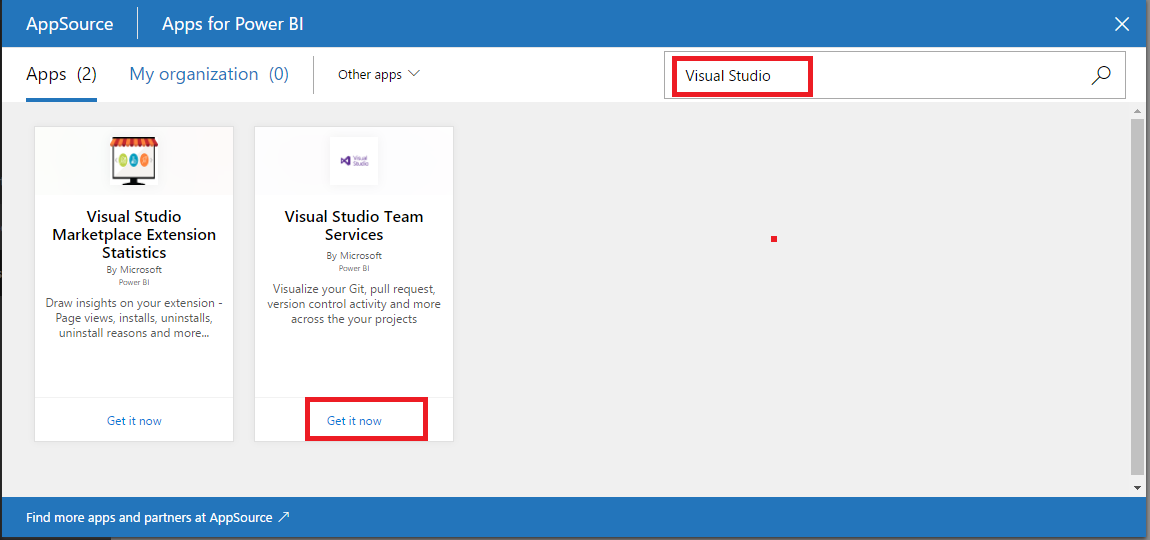 AppSource
Apps for Power BI
Apps (2)
My organization (0)
Other apps
Visual Studio
Visual Studio
Marketplace Extension
Statistics
By Microsoft
Power BI
Draw insights on your extension -
Page views, installs, uninstalls,
uninstall reasons and more...
Get it now
Visual
Studio
Visual Studio Team
Services
By Microsoft
Power BI
Visualize your Git, pull request,
version control activity and more
across the your projects
Get it now
Find more apps and partners at AppSource